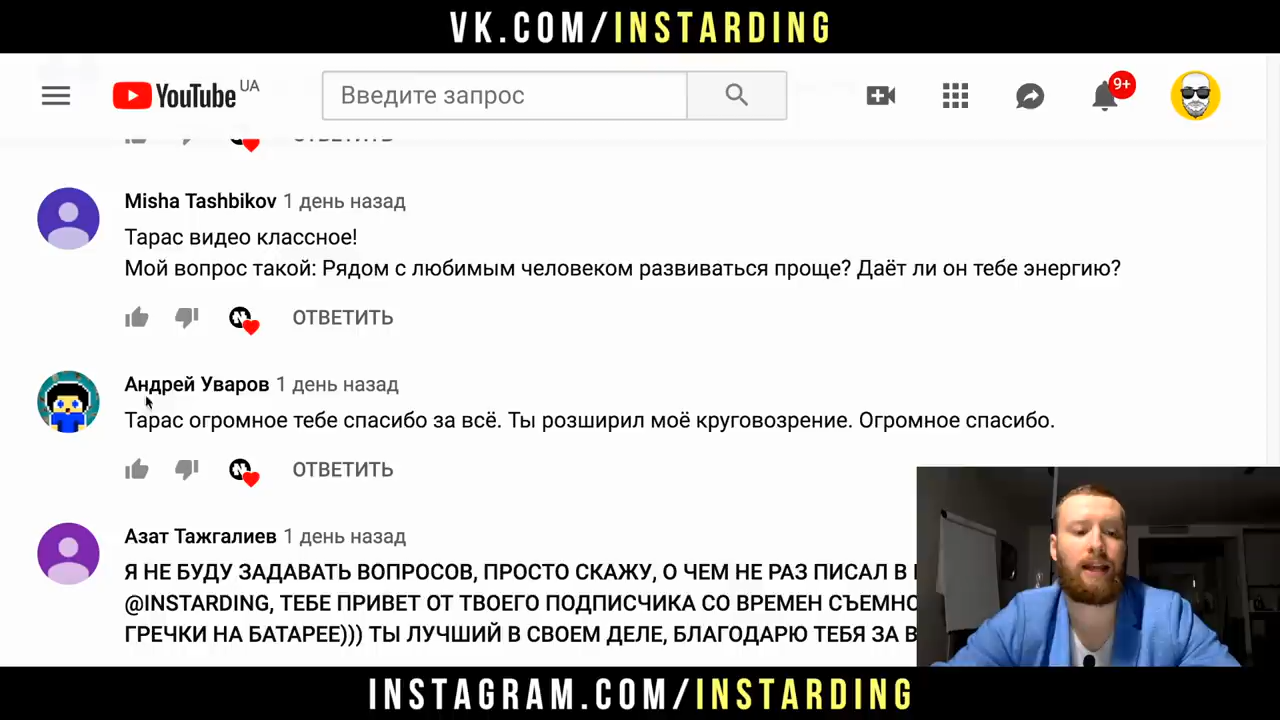 VK.COM/INSTARDING
YouTube UA
Введите запрос
9+
ОТВЕТИТЬ
Misha Tashbikov 1 день назад
Тарас видео классное!
Мой вопрос такой: Рядом с любимым человеком развиваться проще? Даёт ли он тебе энергию?
ОТВЕТИТЬ
Андрей Уваров 1 день назад
Тарас огромное тебе спасибо за всё. Ты розширил моё круговозрение. Огромное спасибо.
ОТВЕТИТЬ
Азат Тажгалиев 1 день назад
Я НЕ БУДУ ЗАДАВАТЬ ВОПРОСОВ, ПРОСТО СКАЖУ, О ЧЕМ НЕ РАЗ ПИСАЛ В
@INSTARDING, ТЕБЕ ПРИВЕТ ОТ ТВОЕГО ПОДПИСЧИКА СО ВРЕМЕН СЪЕМНО
ГРЕЧКИ НА БАТАРЕЕ))) ТЫ ЛУЧШИЙ В СВОЕМ ДЕЛЕ, БЛАГОДАРЮ ТЕБЯ ЗА В
INSTAGRAM.COM/INSTARDING